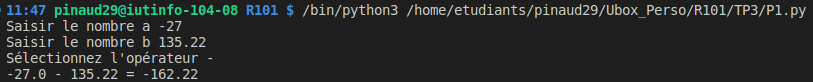 11:47 pinaud29@iutinfo-104-08 R101 $ /bin/python3 /home/etudiants/pinaud29/Ubox_Perso/R101/TP3/P1.py
Saisir le nombre a -27
Saisir le nombre b 135.22
Sélectionnez l'opérateur -
-27.0 - 135.22 = -162.22